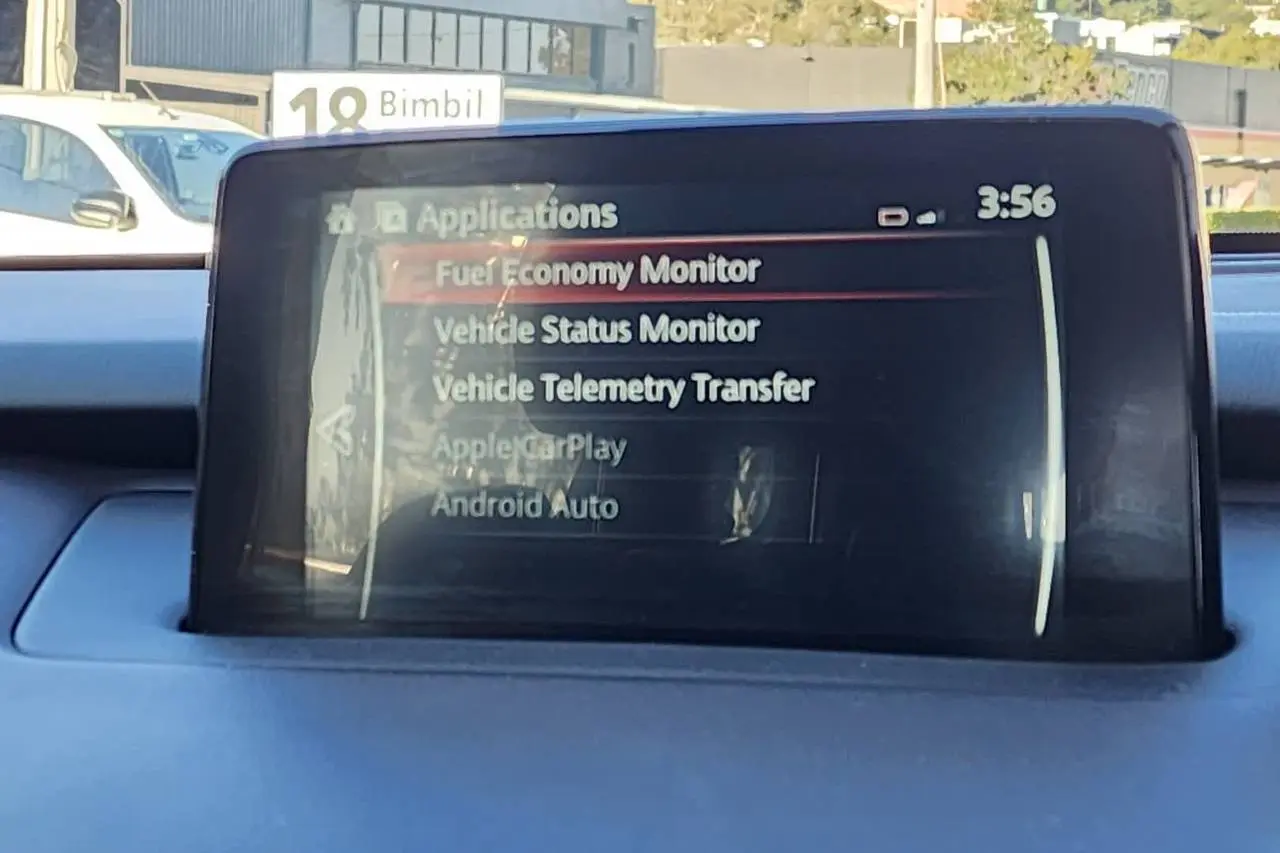 18 Bimbil
Applications
3:56
Fuel Economy Monitor
Vehicle Status Monitor
Vehicle Telemetry Transfer
Apple CarPlay
Android Auto